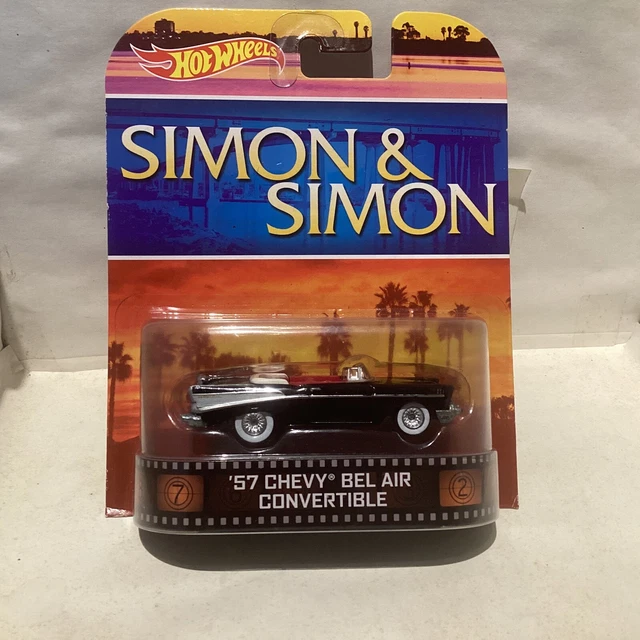 HOT WHEELS
SIMON &
SIMON
'57 CHEVY® BEL AIR
CONVERTIBLE
7
2